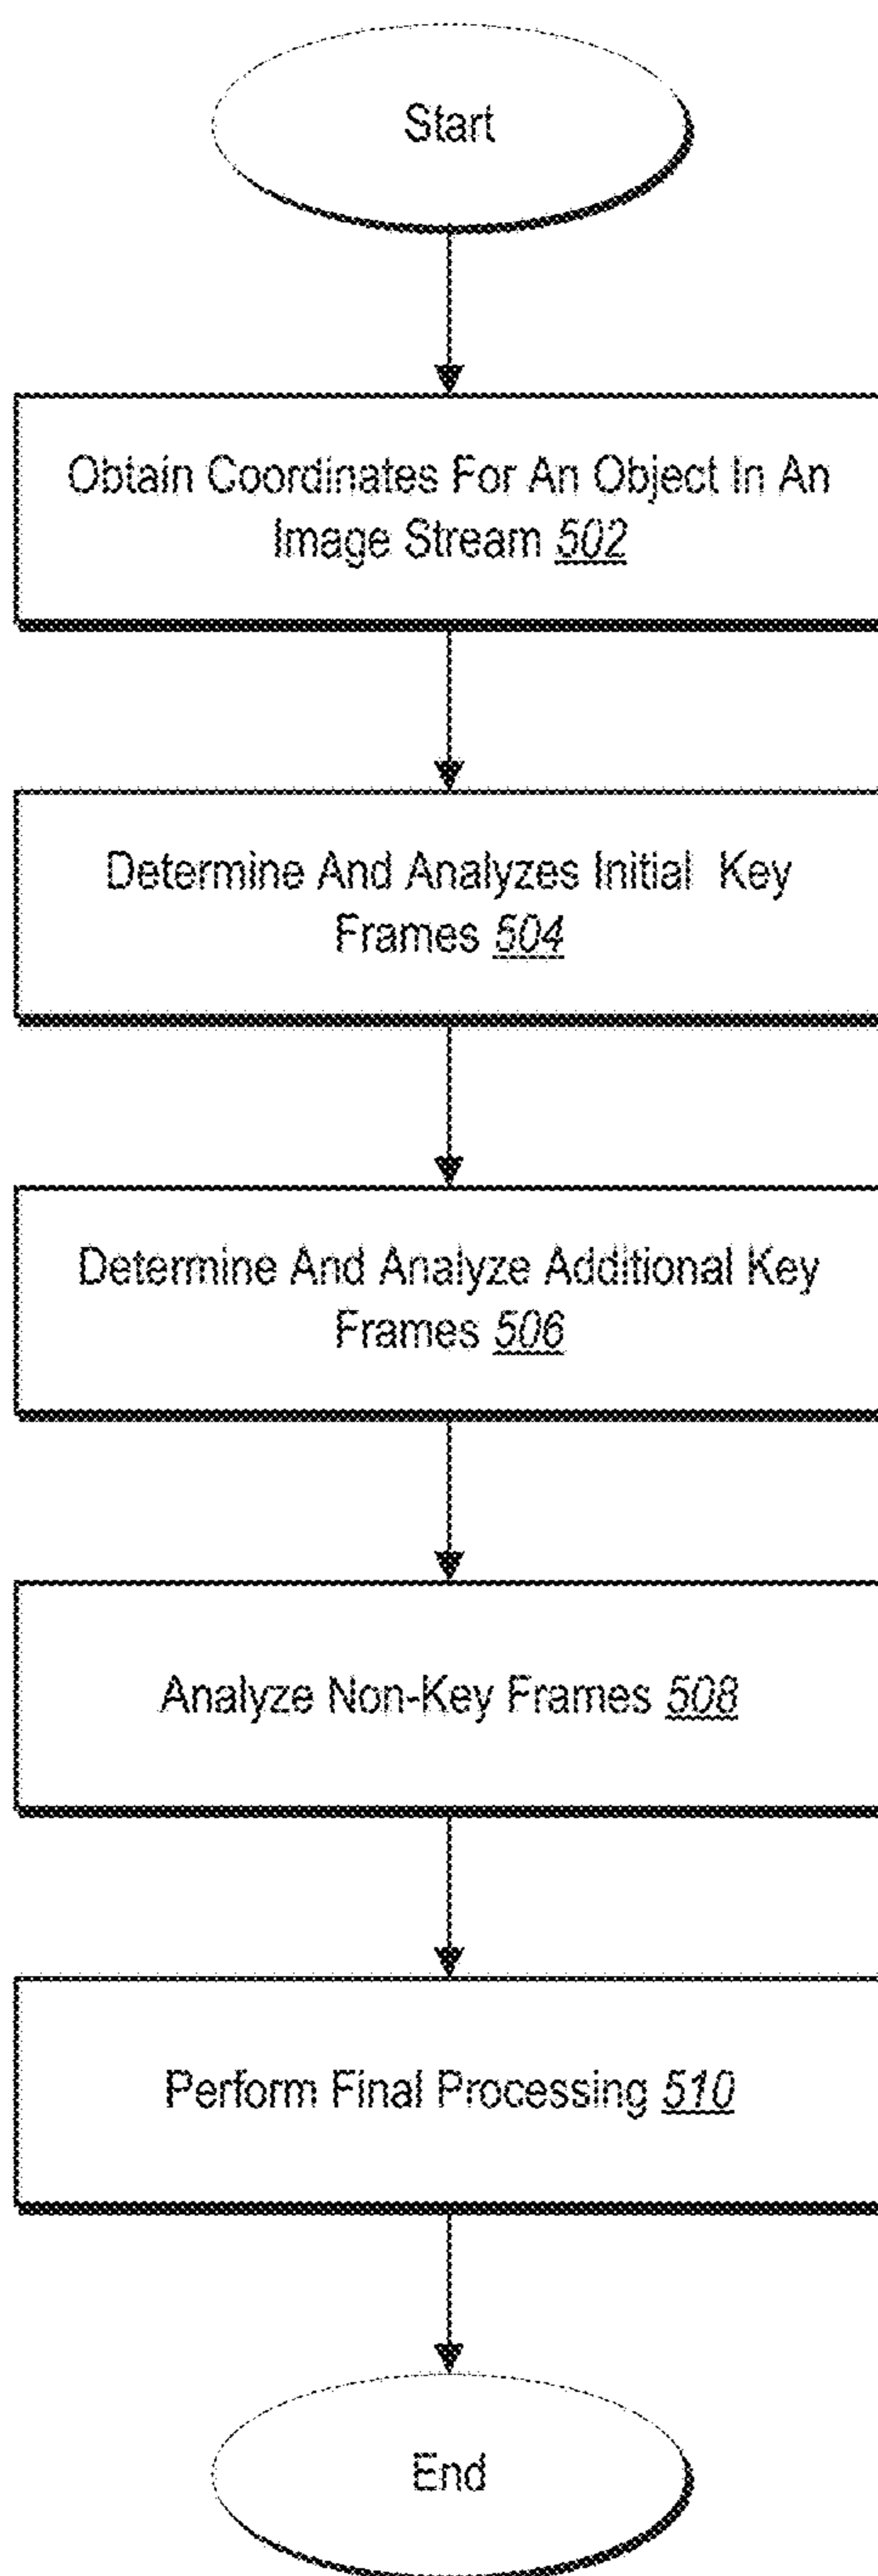 Start
Obtain Coordinates For An Object In An
Image Stream 502
Determine And Analyzes Initial Key
Frames 504
Determine And Analyze Additional Key
Frames 506
Analyze Non-Key Frames 508
Perform Final Processing 510
End